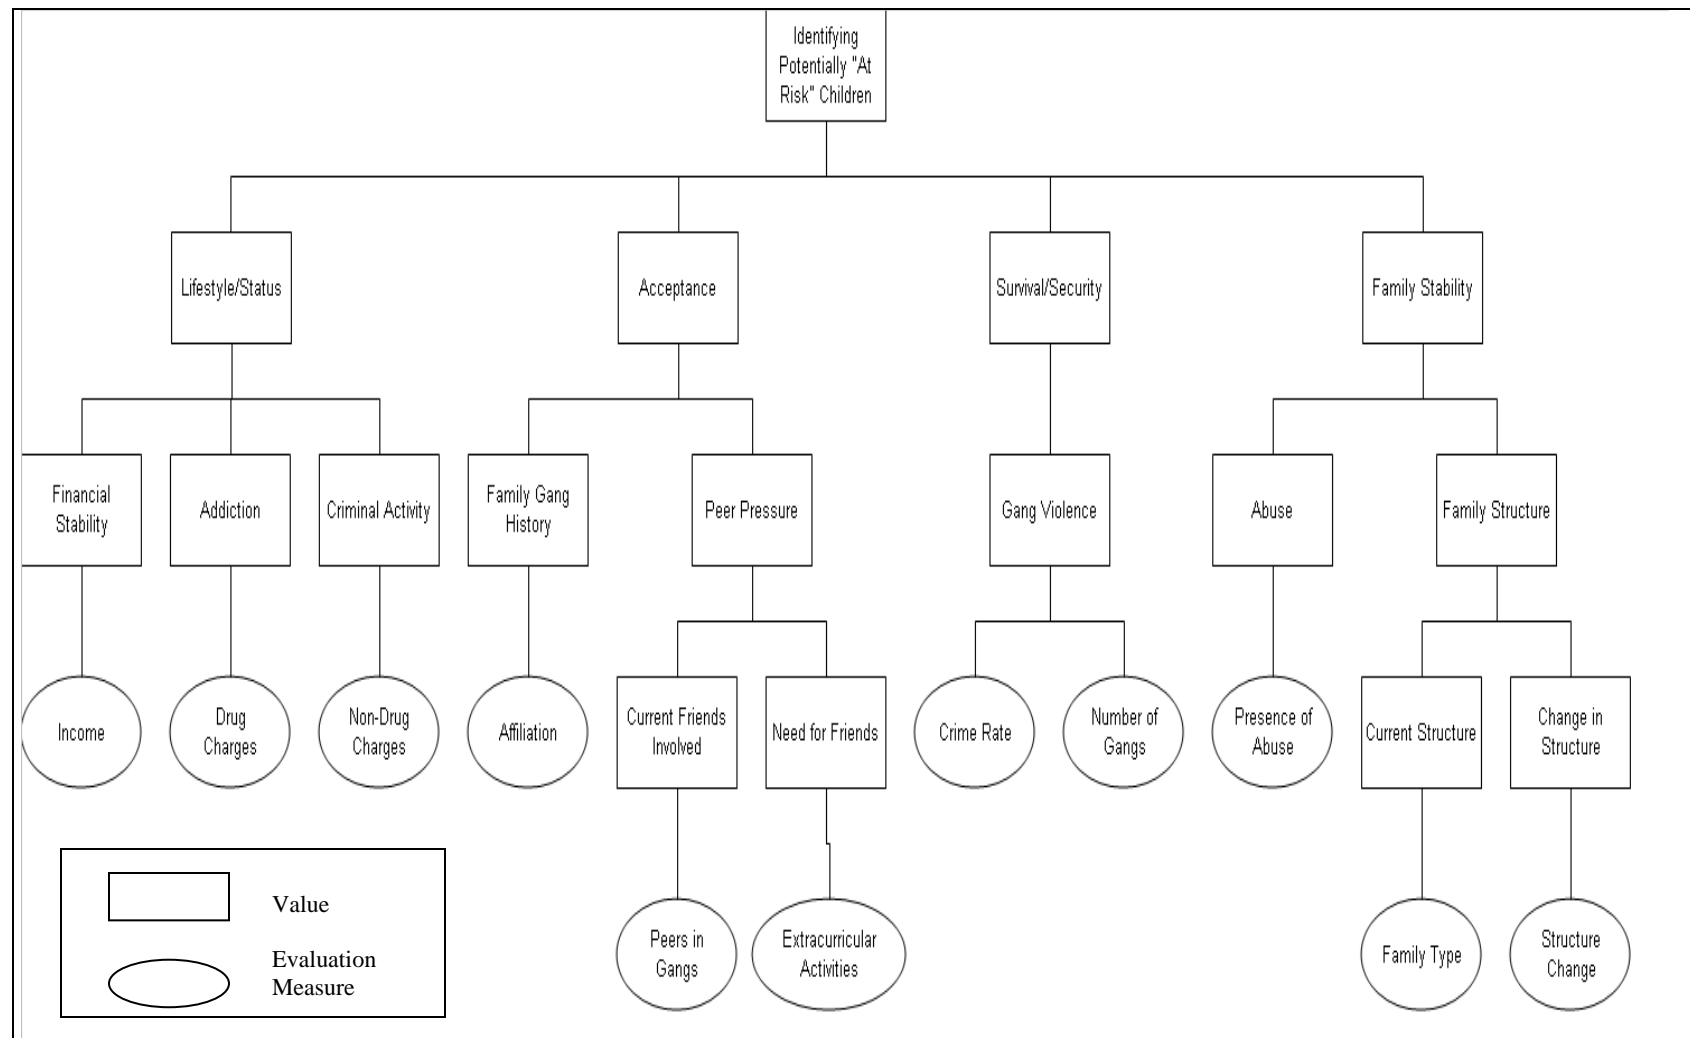 Identifying
Potentially "At
Risk" Children
Lifestyle/Status
Acceptance
Survival/Security
Family Stability
Financial
Stability
Addiction
Criminal Activity
Family Gang
History
Peer Pressure
Gang Violence
Abuse
Family Structure
Income
Drug
Charges
Non-Drug
Charges
Affiliation
Current Friends
Involved
Need for Friends
Crime Rate
Number of
Gangs
Presence of
Abuse
Current Structure
Change in
Structure
Peers in
Gangs
Extracurricular
Activities
Family Type
Structure
Change
Value
Evaluation
Measure